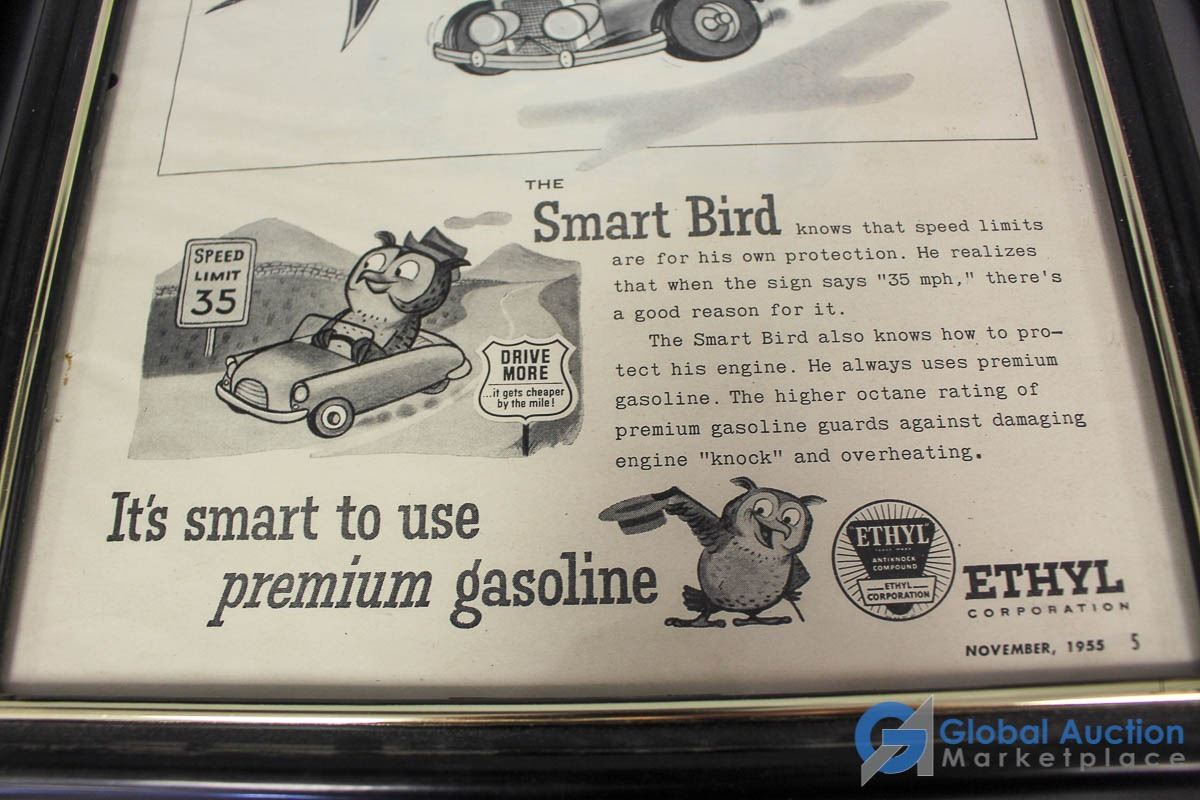 THE
Smart Bird knows that speed limits
are for his own protection. He realizes
that when the sign says "35 mph," there's
a good reason for it.
The Smart Bird also knows how to pro-
tect his engine. He always uses premium
gasoline. The higher octane rating of
premium gasoline guards against damaging
engine "knock" and overheating.
SPEED
LIMIT
35
DRIVE
MORE
...it gets cheaper
by the mile!
It's smart to use
premium gasoline
ETHYL
TRADE MARK
ANTIKNOCK
COMPOUND
ETHYL
CORPORATION
ETHYL
CORPORATION
NOVEMBER, 1955 5
Global Auction
Marketplace